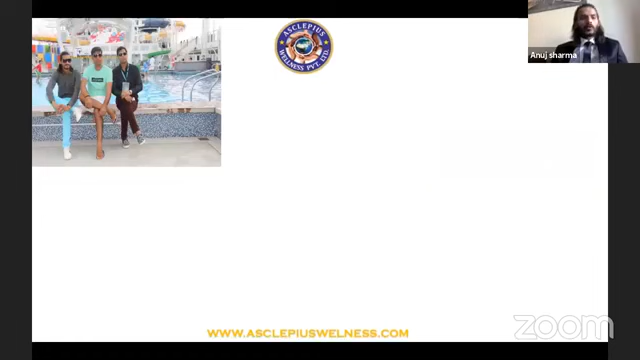 ASCLEPIUS
WELLNESS PVT. LTD.
Anuj sharma
WWW.ASCLEPIUSWELNESS.COM
zoom